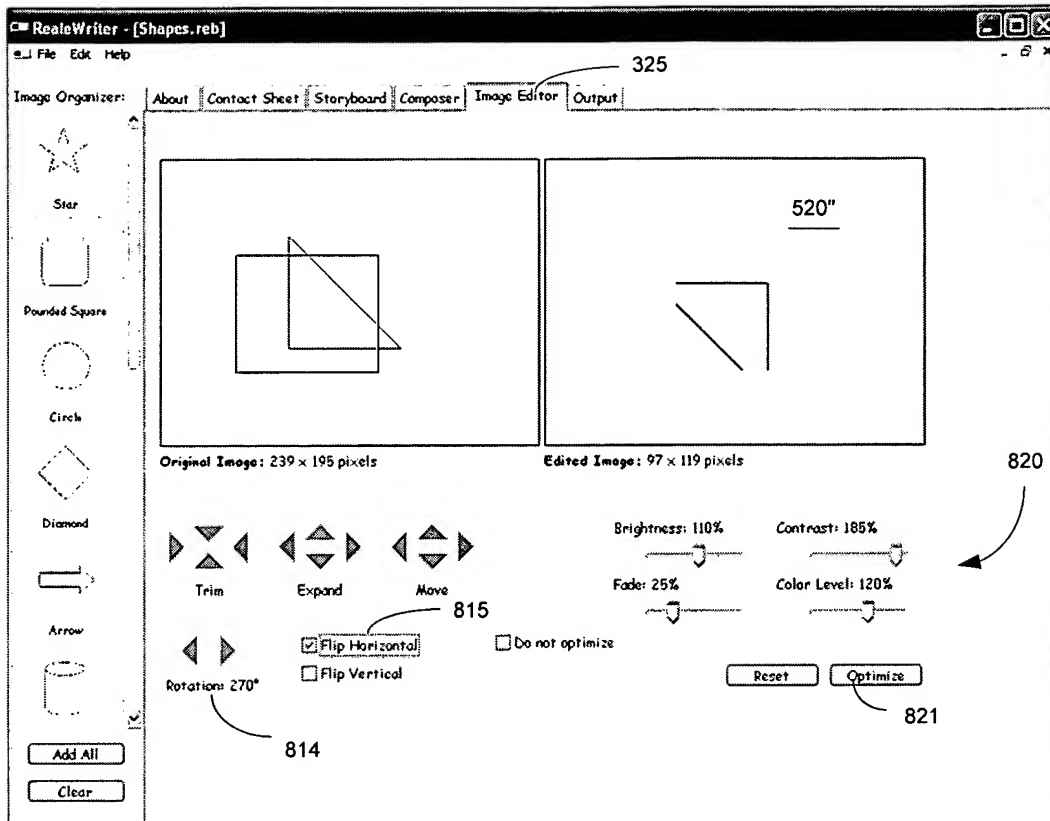 RealeWriter - [Shapes.reb]
File Edit Help
325
Image Organizer:
About Contact Sheet Storyboard Composer Image Editor Output
Star
520"
Rounded Square
Circle
Original Image: 239 x 195 pixels
Edited Image: 97 x 119 pixels
820
Diamond
Brightness: 110% Contrast: 185%
Trim Expand Move
Fade: 25% Color Level: 120%
815
Arrow
Flip Horizontal Do not optimize
Rotation: 270° Flip Vertical
Reset Optimize
821
814
Add All
Clear